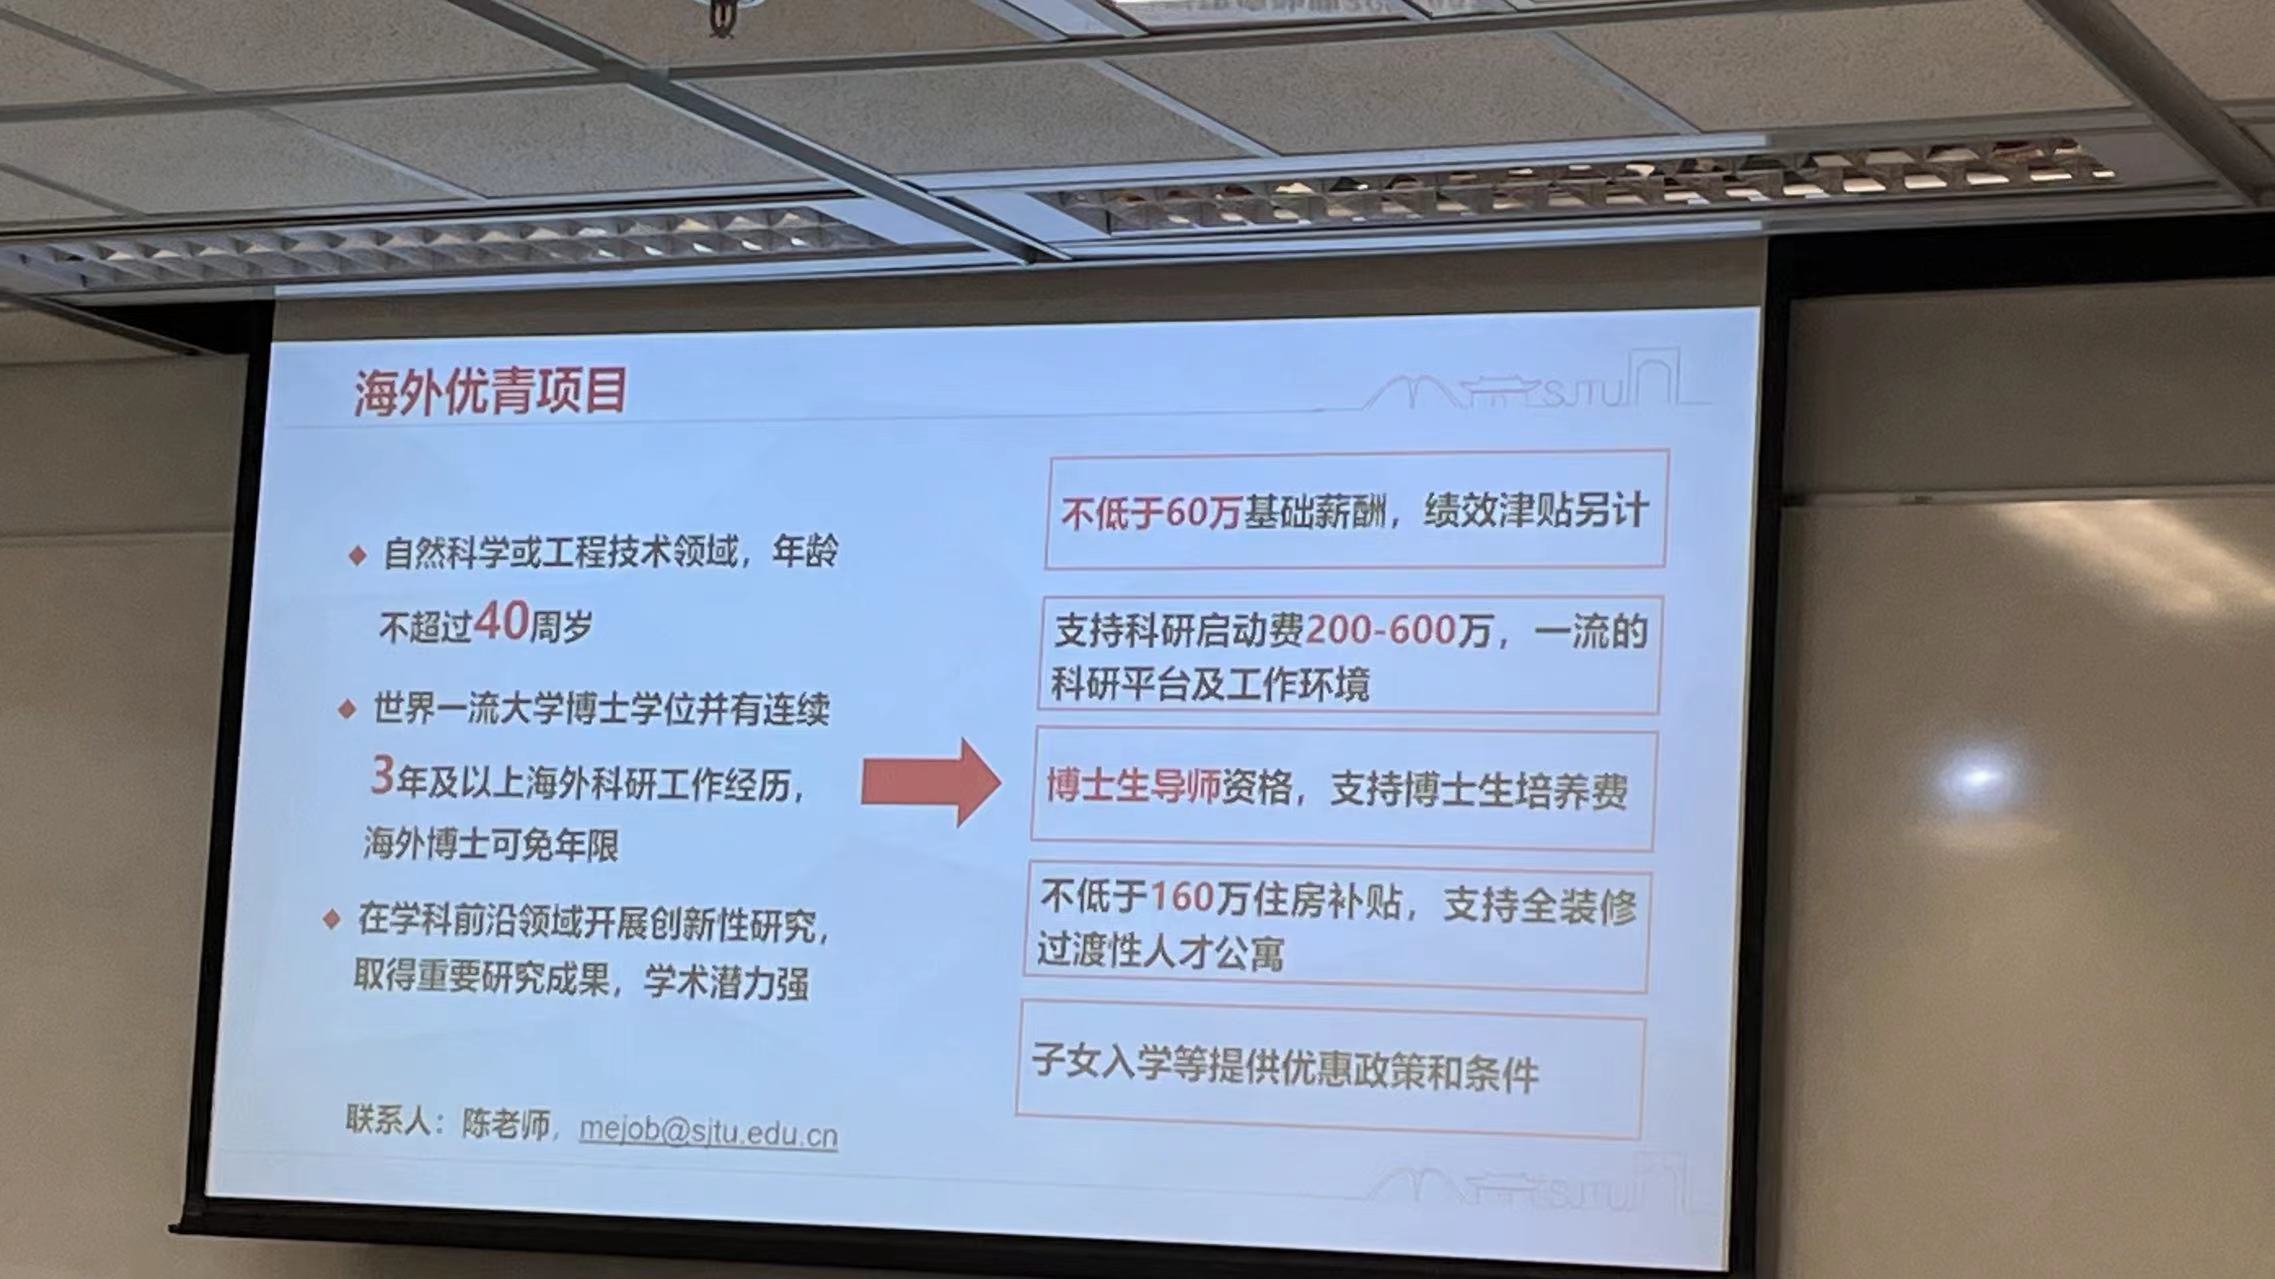 海外优青项目
SJTU
自然科学或工程技术领域，年龄
不超过40周岁
世界一流大学博士学位并有连续
3年及以上海外科研工作经历，
海外博士可免年限
在学科前沿领域开展创新性研究，
取得重要研究成果，学术潜力强
联系人：陈老师，mejob@sjtu.edu.cn
不低于60万基础薪酬，绩效津贴另计
支持科研启动费200-600万，一流的
科研平台及工作环境
博士生导师资格，支持博士生培养费
不低于160万住房补贴，支持全装修
过渡性人才公寓
子女入学等提供优惠政策和条件
SJTU